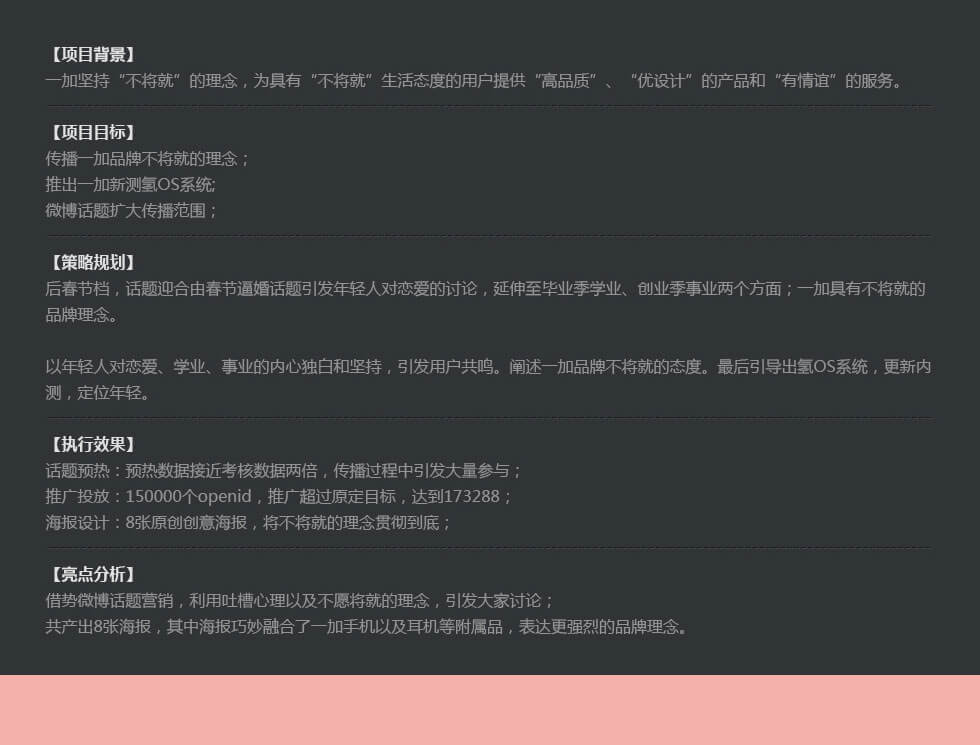 【项目背景】
一加坚持“不将就”的理念，为具有“不将就”生活态度的用户提供“高品质”、“优设计”的产品和“有情谊”的服务。
【项目目标】
传播一加品牌不将就的理念；
推出一加新测氢OS系统;
微博话题扩大传播范围；
【策略规划】
后春节档，话题迎合由春节逼婚话题引发年轻人对恋爱的讨论，延伸至毕业季学业、创业季事业两个方面；一加具有不将就的
品牌理念。
以年轻人对恋爱、学业、事业的内心独白和坚持，引发用户共鸣。阐述一加品牌不将就的态度。最后引导出氢OS系统，更新内
测，定位年轻。
【执行效果】
话题预热：预热数据接近考核数据两倍，传播过程中引发大量参与；
推广投放：150000个openid，推广超过原定目标，达到173288；
海报设计：8张原创创意海报，将不将就的理念贯彻到底；
【亮点分析】
借势微博话题营销，利用吐槽心理以及不愿将就的理念，引发大家讨论；
共产出8张海报，其中海报巧妙融合了一加手机以及耳机等附属品，表达更强烈的品牌理念。